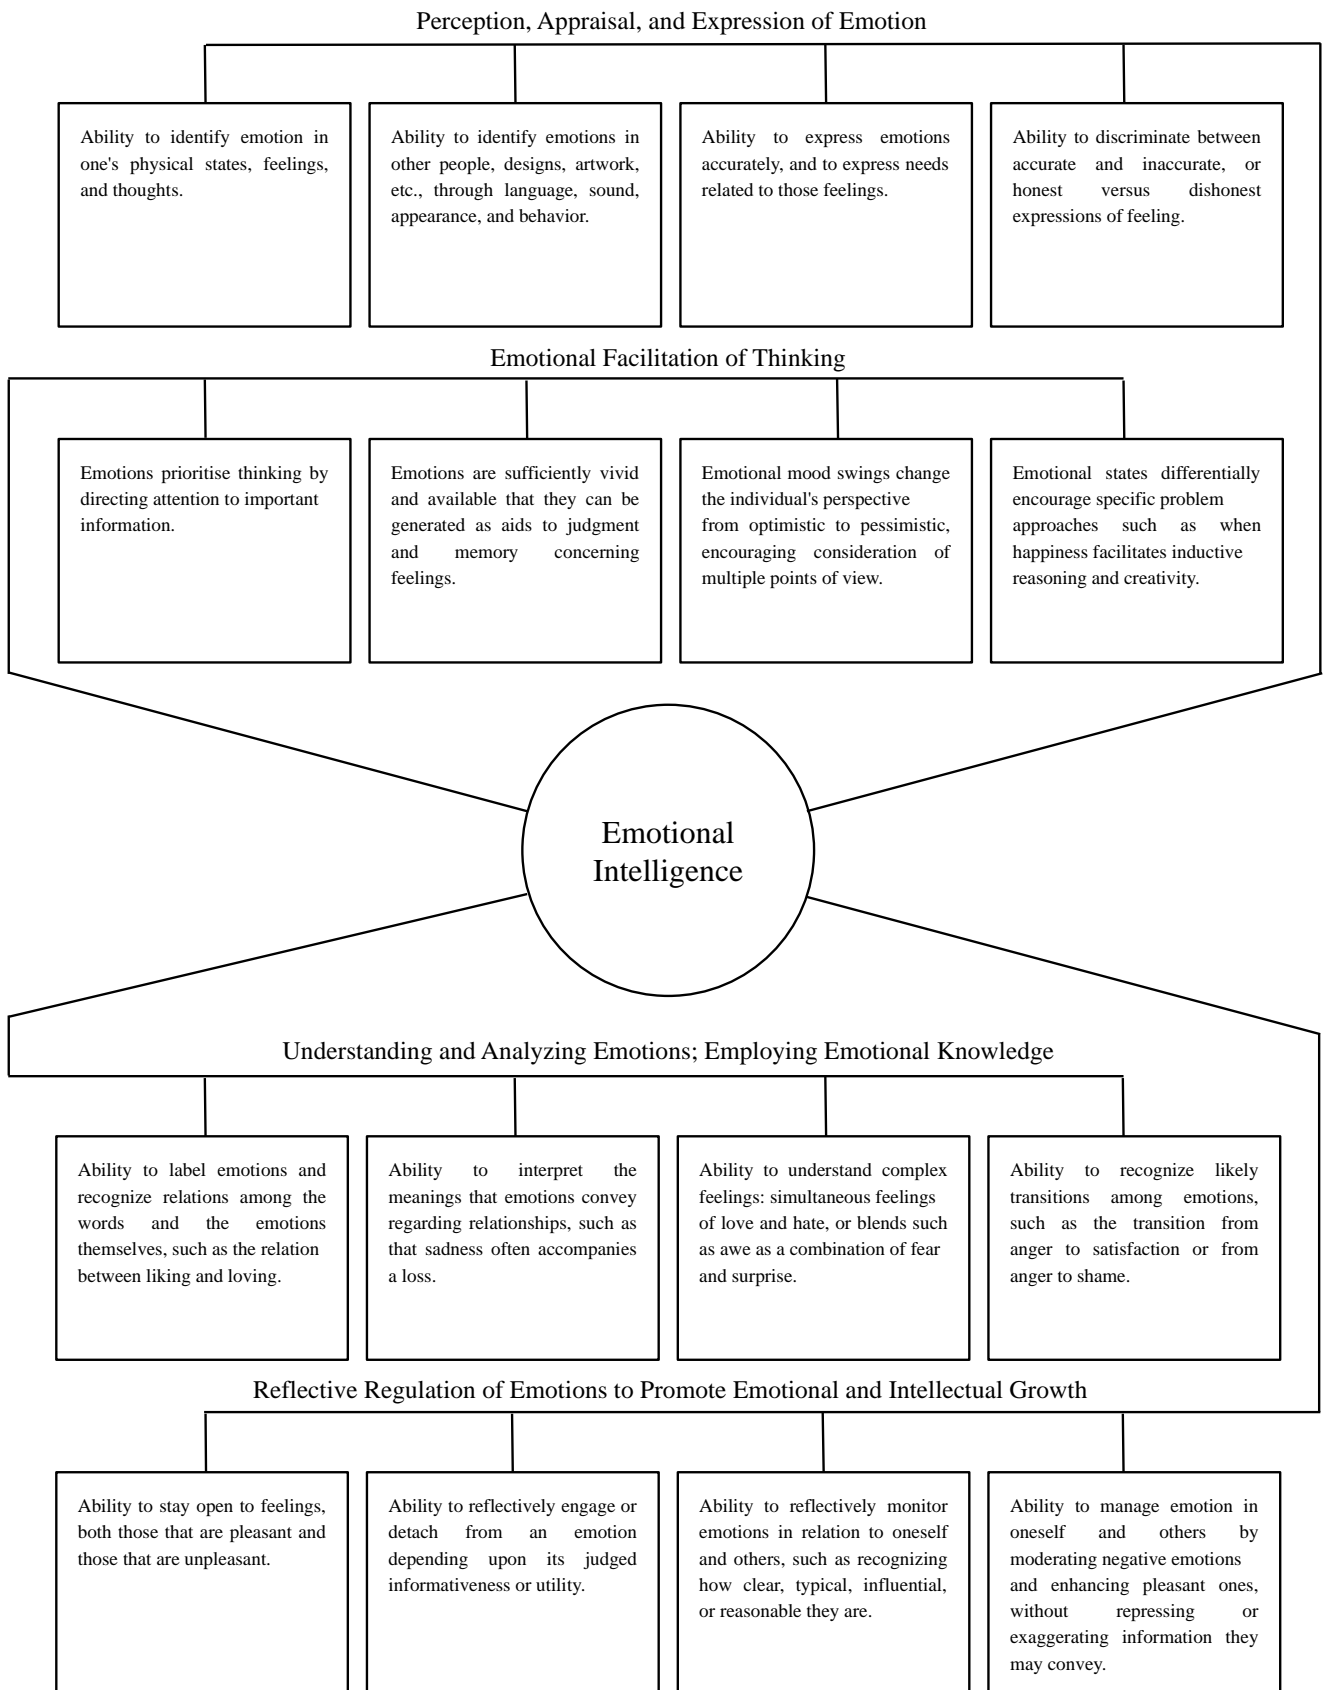 Perception, Appraisal, and Expression of Emotion
Ability to identify emotion in
one's physical states, feelings,
and thoughts.
Ability to identify emotions in
other people, designs, artwork,
etc., through language, sound,
appearance, and behavior.
Ability to express emotions
accurately, and to express needs
related to those feelings.
Ability to discriminate between
accurate and inaccurate, or
honest versus dishonest
expressions of feeling.
Emotional Facilitation of Thinking
Emotions prioritise thinking by
directing attention to important
information.
Emotions are sufficiently vivid
and available that they can be
generated as aids to judgment
and memory concerning
feelings.
Emotional mood swings change
the individual's perspective
from optimistic to pessimistic,
encouraging consideration of
multiple points of view.
Emotional states differentially
encourage specific problem
approaches such as when
happiness facilitates inductive
reasoning and creativity.
Emotional
Intelligence
Understanding and Analyzing Emotions; Employing Emotional Knowledge
Ability to label emotions and
recognize relations among the
words and the emotions
themselves, such as the relation
between liking and loving.
Ability to interpret the
meanings that emotions convey
regarding relationships, such as
that sadness often accompanies
a loss.
Ability to understand complex
feelings: simultaneous feelings
of love and hate, or blends such
as awe as a combination of fear
and surprise.
Ability to recognize likely
transitions among emotions,
such as the transition from
anger to satisfaction or from
anger to shame.
Reflective Regulation of Emotions to Promote Emotional and Intellectual Growth
Ability to stay open to feelings,
both those that are pleasant and
those that are unpleasant.
Ability to reflectively engage or
detach from an emotion
depending upon its judged
informativeness or utility.
Ability to reflectively monitor
emotions in relation to oneself
and others, such as recognizing
how clear, typical, influential,
or reasonable they are.
Ability to manage emotion in
oneself and others by
moderating negative emotions
and enhancing pleasant ones,
without repressing or
exaggerating information they
may convey.